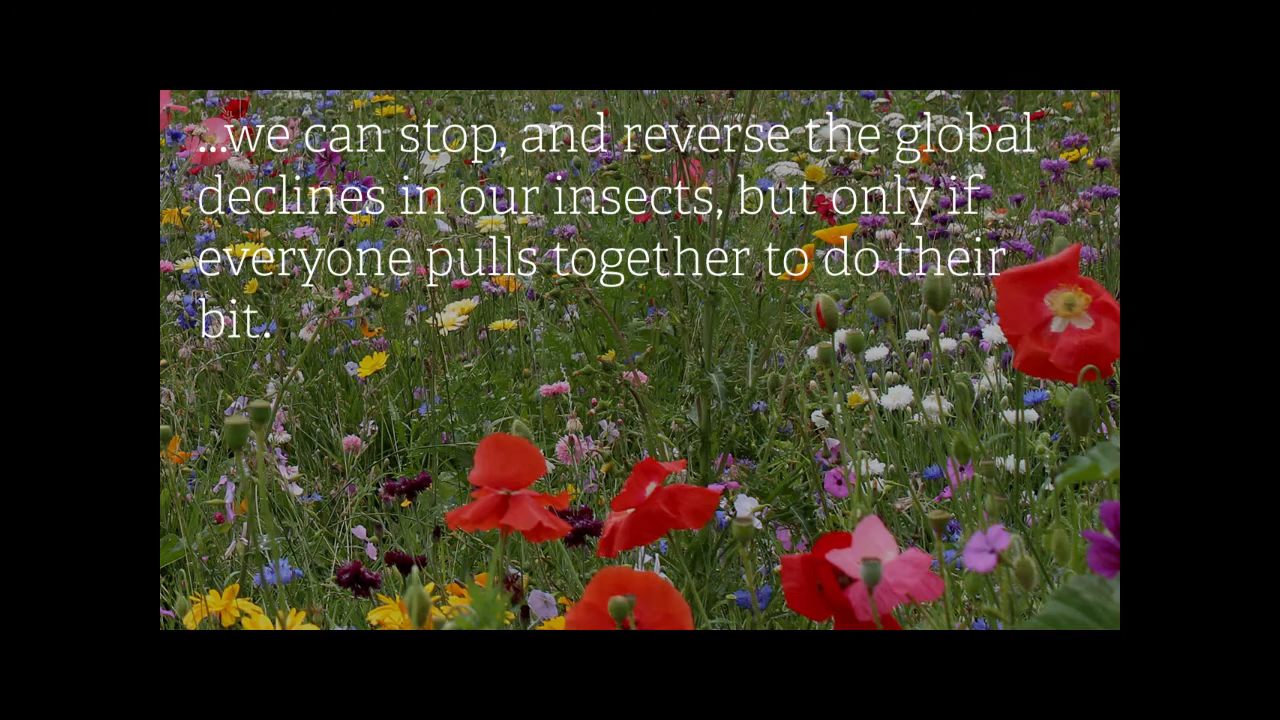 ...we can stop, and reverse the global
declines in our insects, but only if
everyone pulls together to do their
bit.